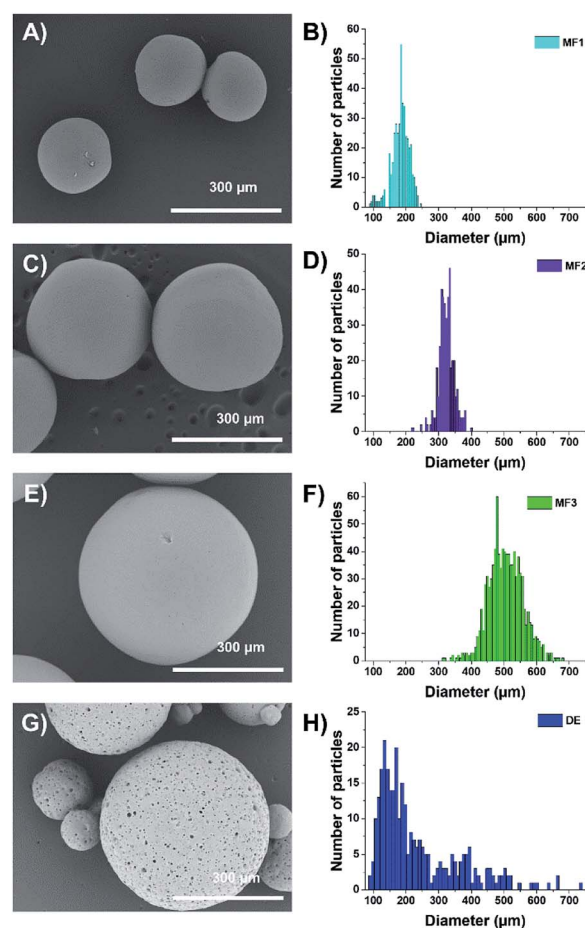 A)
300 µm
B)
MF1
Number of particles
60
50
40
30
20
10
0
100 200 300 400 500 600 700
Diameter (µm)
C)
300 µm
D)
MF2
Number of particles
50
40
30
20
10
0
100 200 300 400 500 600 700
Diameter (µm)
E)
300 µm
F)
MF3
Number of particles
60
50
40
30
20
10
0
100 200 300 400 500 600 700
Diameter (µm)
G)
300 µm
H)
DE
Number of particles
25
20
15
10
5
0
100 200 300 400 500 600 700
Diameter (µm)